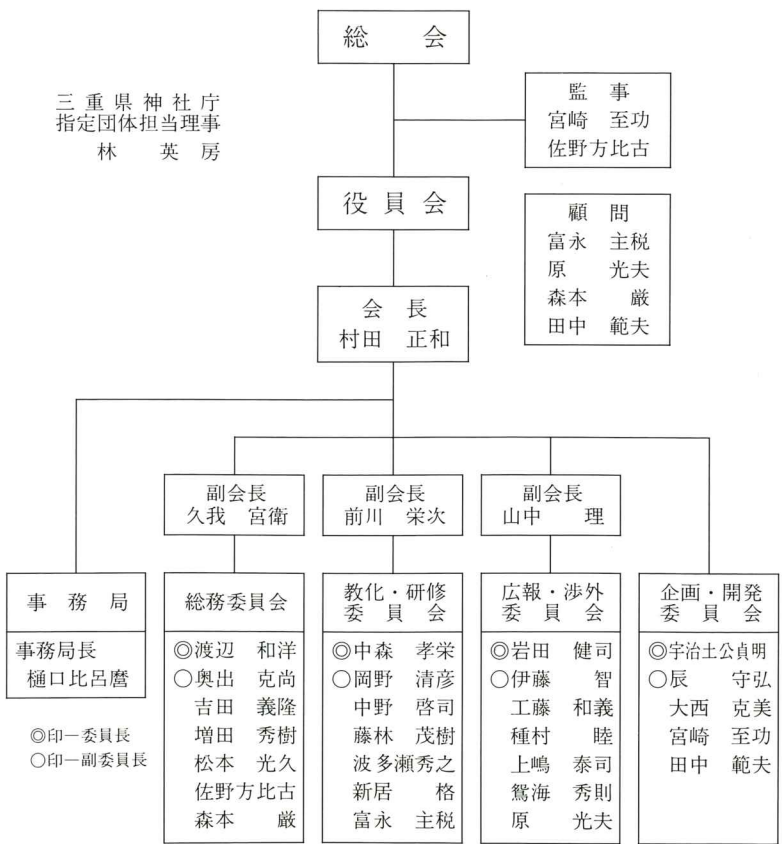 総会
三重県神社庁
指定団体担当理事
林 英房
監事
宮崎 至功
佐野方比古
役員会
顧問
富永 主税
原 光夫
森本 厳
田中 範夫
会長
村田 正和
副会長
久我 宮衛
副会長
前川 栄次
副会長
山中 理
事務局
事務局長
樋口比呂麿
◎印―委員長
○印―副委員長
総務委員会
◎渡辺 和洋
○奥出 克尚
吉田 義隆
増田 秀樹
松本 光久
佐野方比古
森本 厳
教化・研修
委員会
◎中森 孝栄
○岡野 清彦
中野 啓司
藤林 茂樹
波多瀬秀之
新居 格
富永 主税
広報・渉外
委員会
◎岩田 健司
○伊藤 智
工藤 和義
種村 睦
上嶋 泰司
鴛海 秀則
原 光夫
企画・開発
委員会
◎宇治土公貞明
○辰 守弘
大西 克美
宮崎 至功
田中 範夫